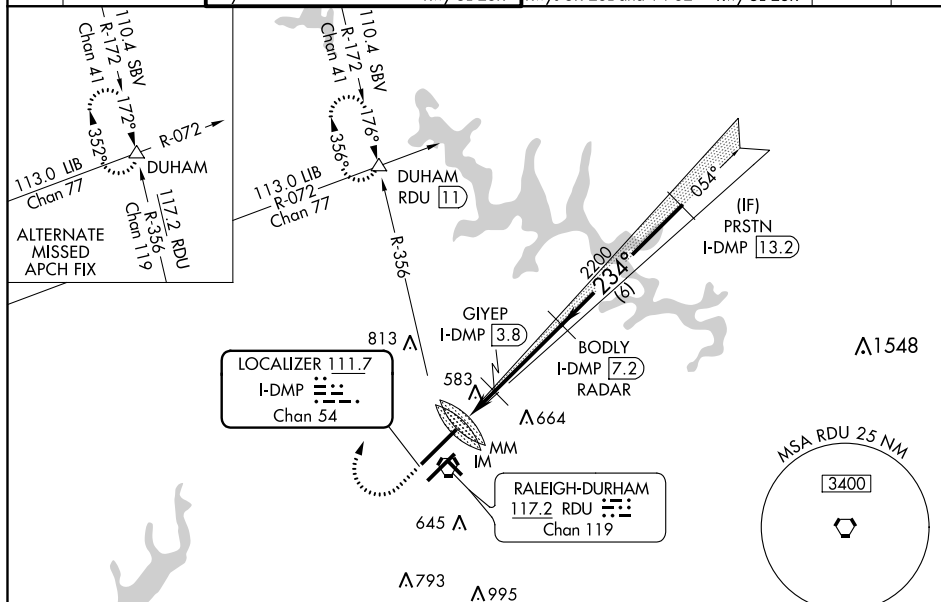 110.4 SBV
R-172
Chan 41
172°
352°
R-072
DUHAM
113.0 LIB
Chan 77
117.2 RDU
R-356
Chan 119
ALTERNATE
MISSED
APCH FIX
110.4 SBV
R-172
Chan 41
176°
356°
DUHAM
RDU 11
113.0 LIB
R-072
Chan 77
R-356
054°
(IF)
PRSTN
I-DMP 13.2
2200
234°
(6)
GIYEP
I-DMP 3.8
BODLY
I-DMP 7.2
RADAR
813
1548
583
664
LOCALIZER 111.7
I-DMP
Chan 54
MM
IM
RALEIGH-DURHAM
117.2 RDU
Chan 119
645
793
995
MSA RDU 25 NM
3400